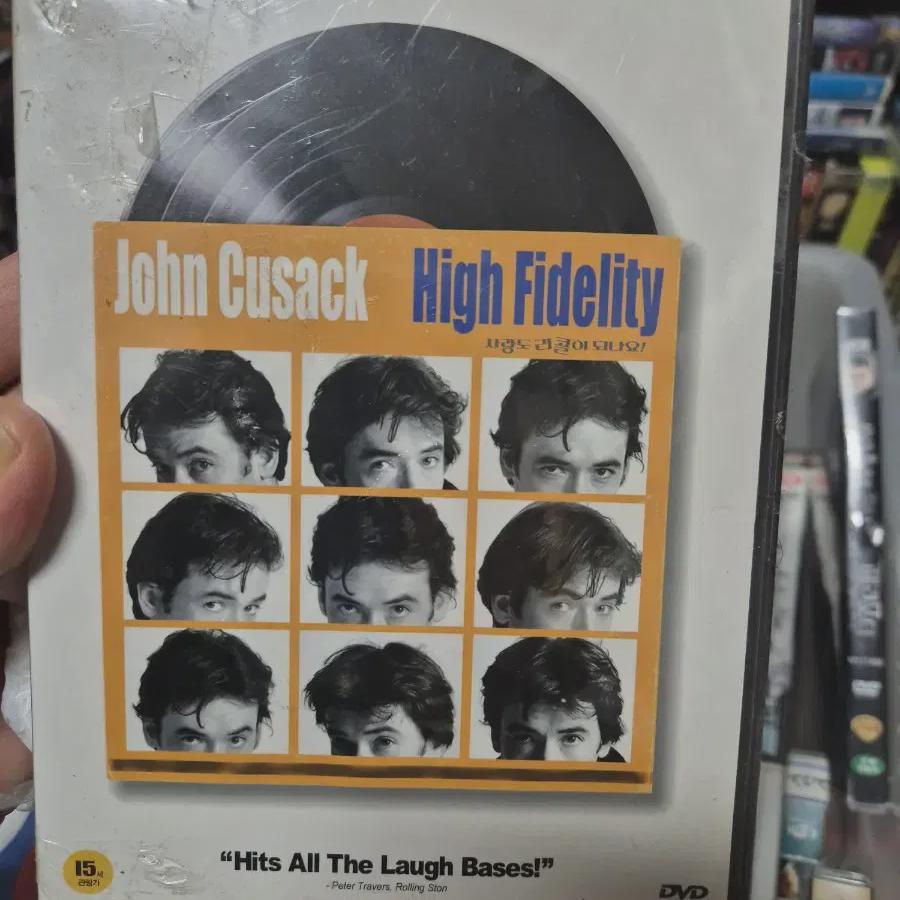 John Cusack
High Fidelity
사랑도 리콜이 되나요!
"Hits All The Laugh Bases!"
- Peter Travers, Rolling Ston
15세
관람가
DVD
DVD